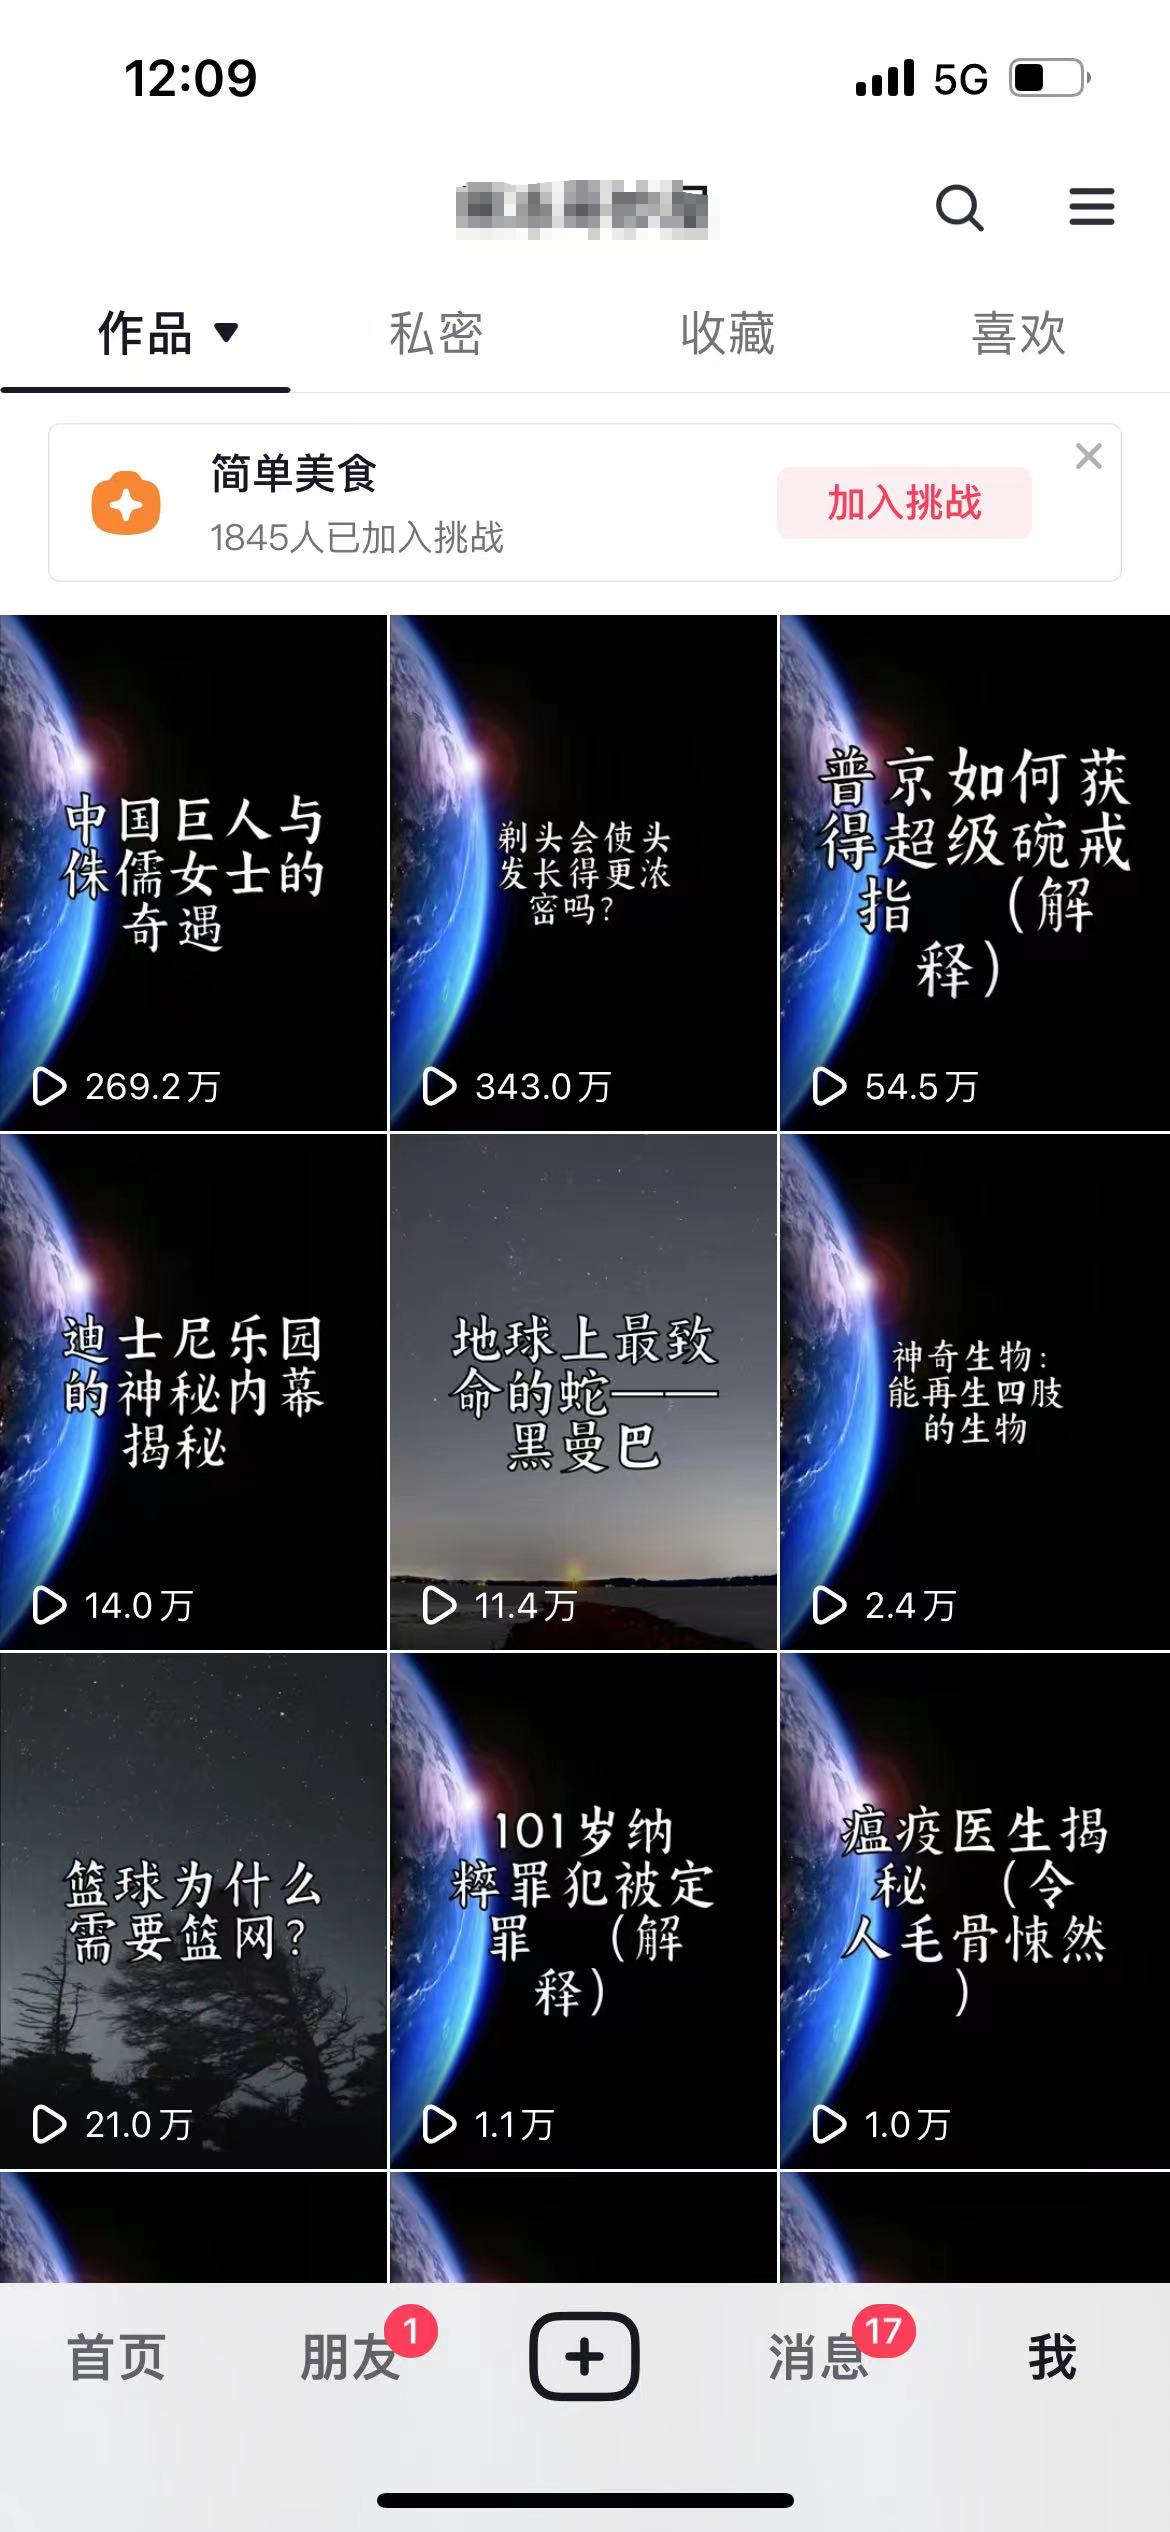 12:09
5G
作品
私密
收藏
喜欢
简单美食
1845人已加入挑战
加入挑战
中国巨人与
侏儒女士的
奇遇
269.2万
剃头会使头
发长得更浓
密吗?
343.0万
普京如何获
得超级碗戒
指 (解
释)
54.5万
迪士尼乐园
的神秘内幕
揭秘
14.0万
地球上最致
命的蛇——
黑曼巴
11.4万
神奇生物:
能再生四肢
的生物
2.4万
篮球为什么
需要篮网?
21.0万
101岁纳
粹罪犯被定
罪 (解
释)
1.1万
瘟疫医生揭
秘 (令
人毛骨悚然
)
1.0万
首页
朋友
1
消息
17
我